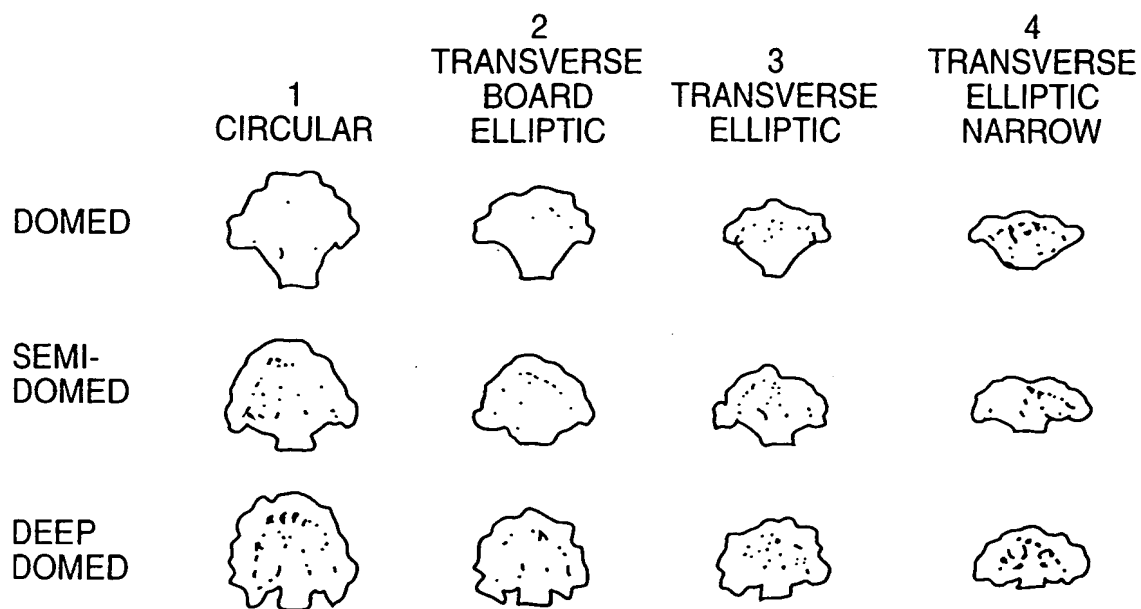 1
CIRCULAR
2
TRANSVERSE
BOARD
ELLIPTIC
3
TRANSVERSE
ELLIPTIC
4
TRANSVERSE
ELLIPTIC
NARROW
DOMED
SEMI-
DOMED
DEEP
DOMED